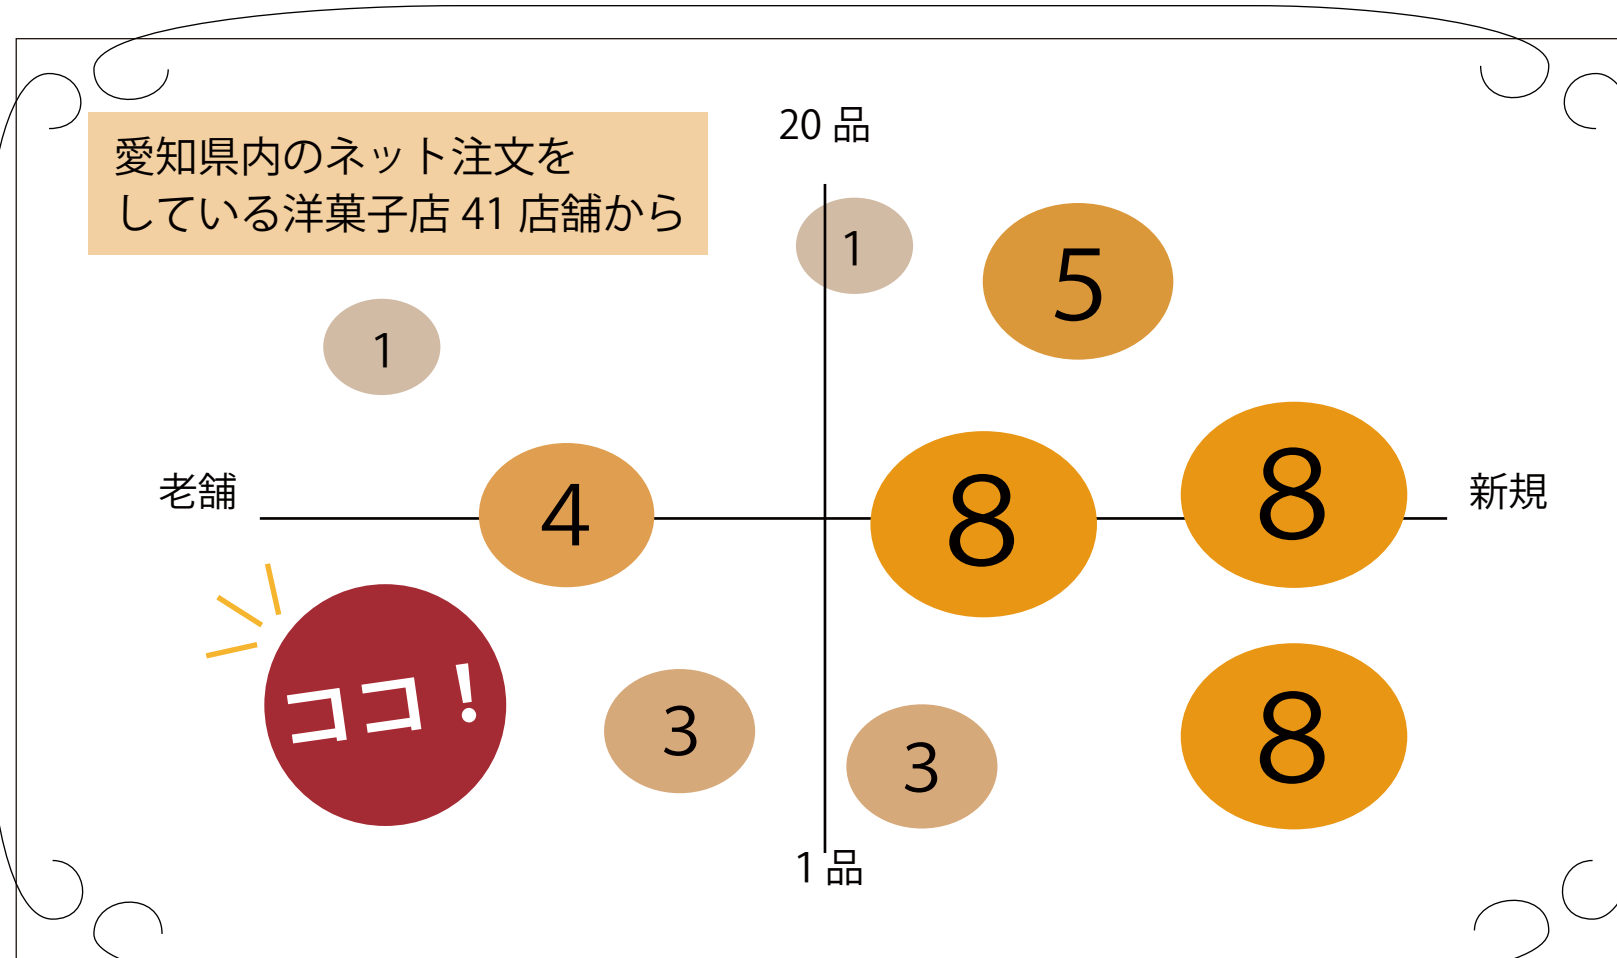 愛知県内のネット注文を
している洋菓子店 41 店舗から
20 品
1
5
1
老舗
4
8
8
新規
ココ！
3
3
8
1 品